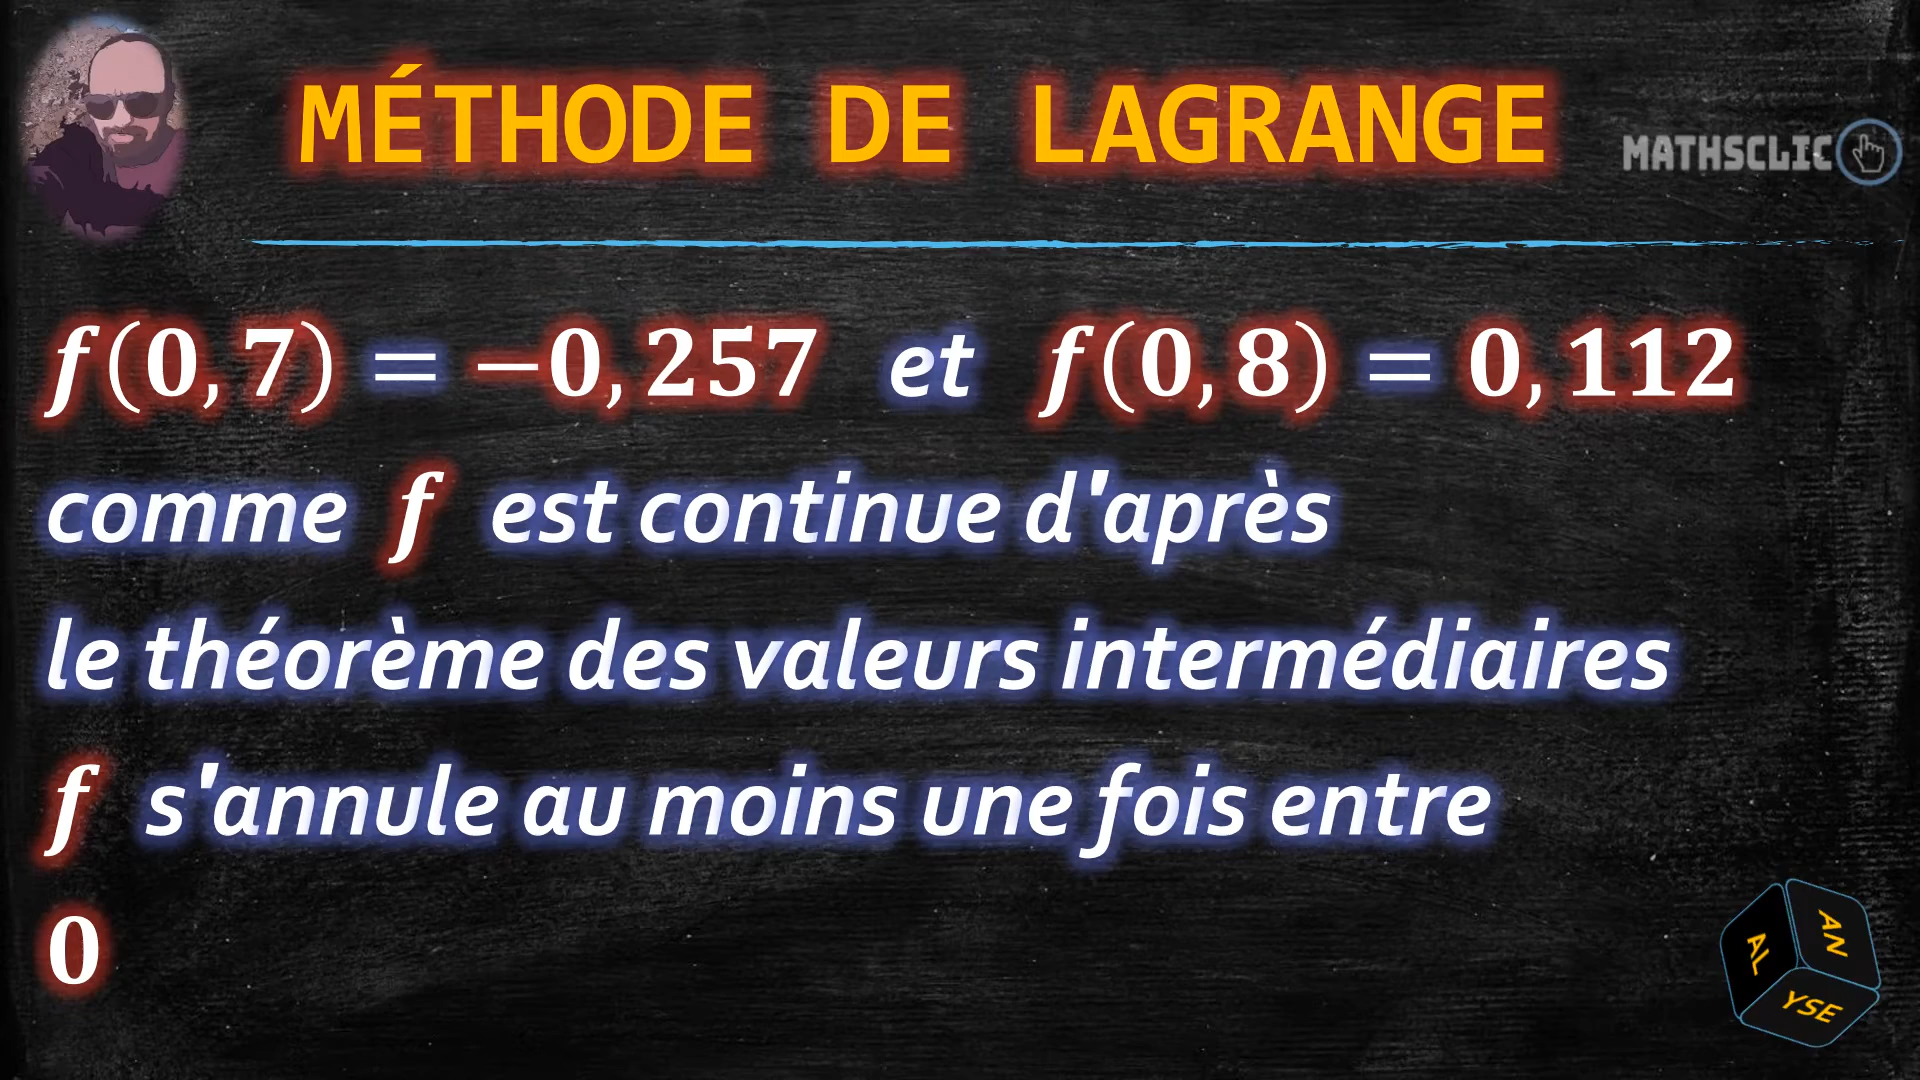 MÉTHODE DE LAGRANGE
MATHSCLIC
f(0,7) = −0,257 et f(0,8) = 0,112
comme f est continue d'après
le théorème des valeurs intermédiaires
f s'annule au moins une fois entre
0
AN
AL
YSE